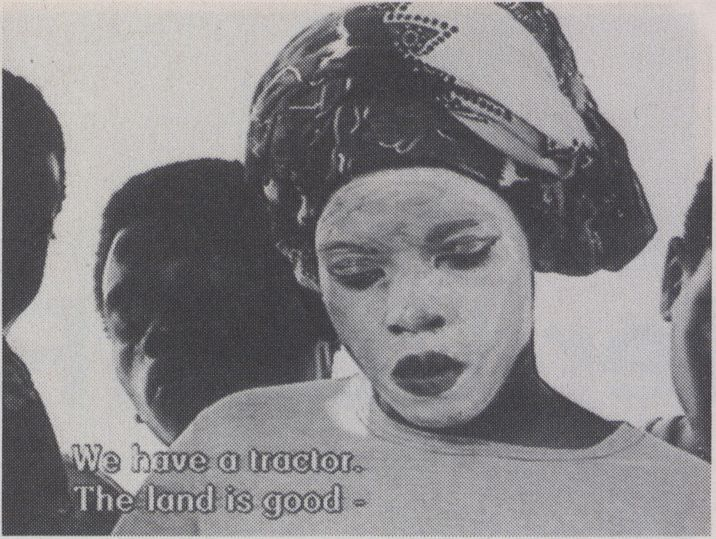 We have a tractor.
The land is good -